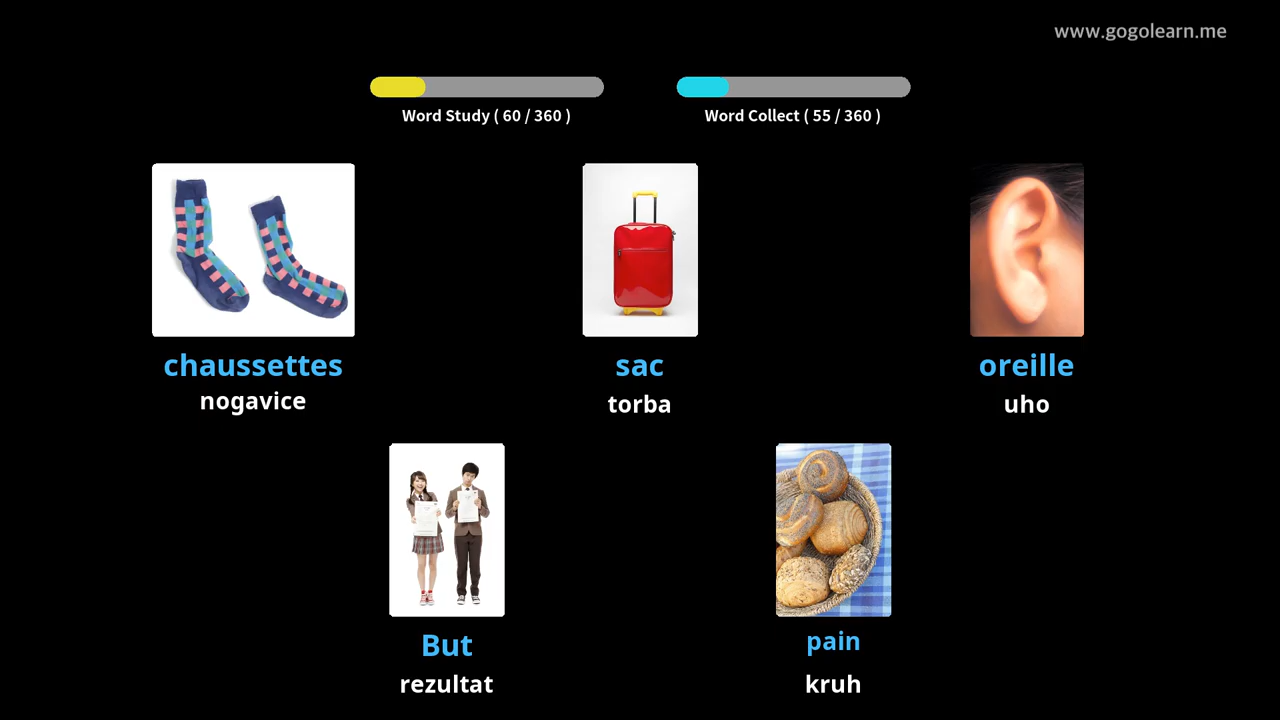 www.gogolearn.me
Word Study ( 60 / 360 )
Word Collect ( 55 / 360 )
chaussettes
nogavice
sac
torba
oreille
uho
But
rezultat
pain
kruh